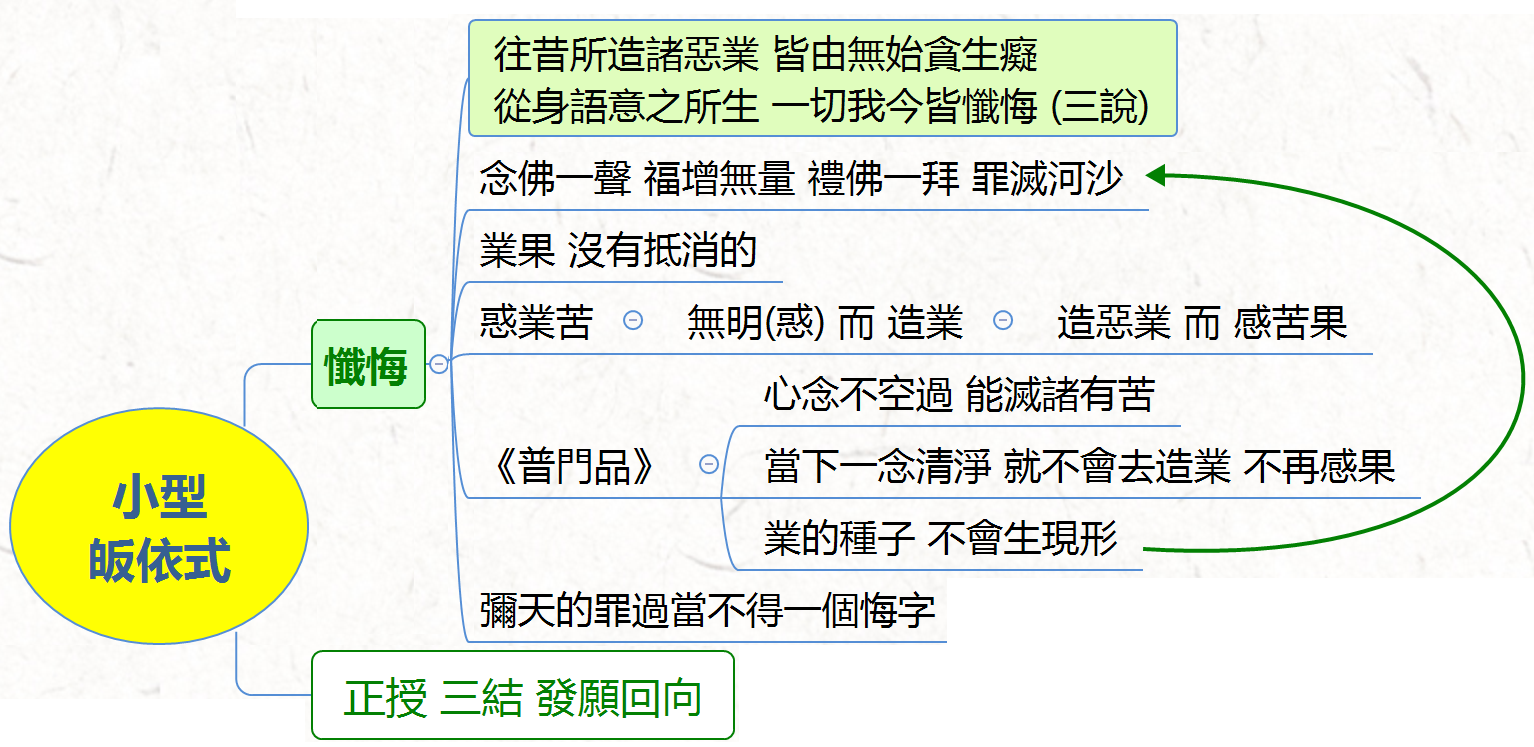 往昔所造諸惡業 皆由無始貪生癡
從身語意之所生 一切我今皆懺悔 (三說)
念佛一聲 福增無量 禮佛一拜 罪滅河沙
業果 沒有抵消的
惑業苦 無明(惑) 而 造業 造惡業 而 感苦果
懺悔
心念不空過 能滅諸有苦
《普門品》 當下一念清淨 就不會去造業 不再感果
業的種子 不會生現形
小型
皈依式
彌天的罪過當不得一個悔字
正授 三結 發願回向